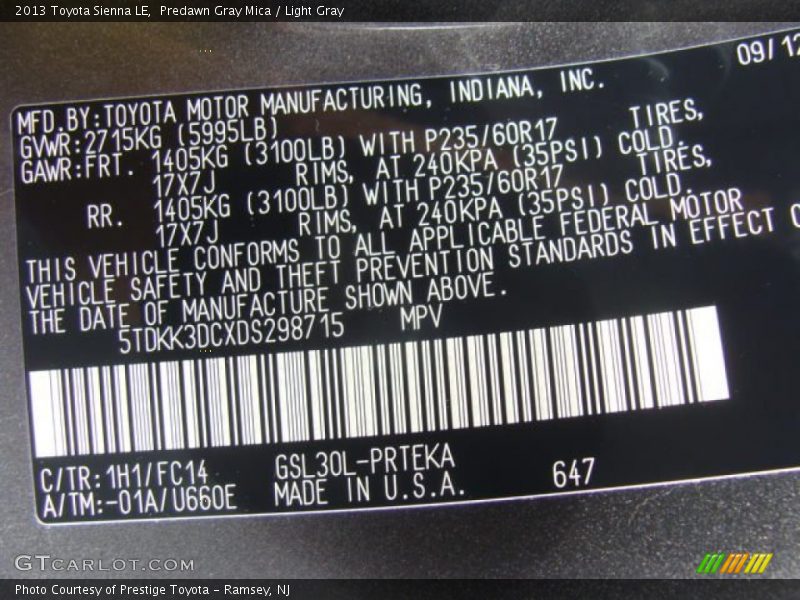 2013 Toyota Sienna LE, Predawn Gray Mica / Light Gray
09/12
MFD.BY:TOYOTA MOTOR MANUFACTURING, INDIANA, INC.
GVWR:2715KG (5995LB)
GAWR:FRT. 1405KG (3100LB) WITH P235/60R17 TIRES,
17X7J RIMS, AT 240KPA (35PSI) COLD.
RR. 1405KG (3100LB) WITH P235/60R17 TIRES,
17X7J RIMS, AT 240KPA (35PSI) COLD.
THIS VEHICLE CONFORMS TO ALL APPLICABLE FEDERAL MOTOR
VEHICLE SAFETY AND THEFT PREVENTION STANDARDS IN EFFECT
THE DATE OF MANUFACTURE SHOWN ABOVE.
5TDKK3DCXDS298715 MPV
C/TR:1H1/FC14 GSL30L-PRTEKA
A/TM:-01A/U660E MADE IN U.S.A. 647
GTCARLOT.COM
Photo Courtesy of Prestige Toyota - Ramsey, NJ